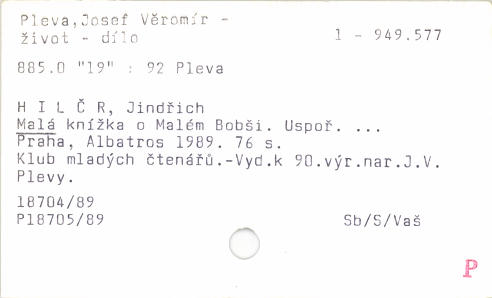 Pleva,Josef Věromír -
život - dílo
1 - 949.577
885.0 "19" : 92 Pleva
H I L Č R, Jindřich
Malá knížka o Malém Bobši. Uspoř. ...
Praha, Albatros 1989. 76 s.
Klub mladých čtenářů.-Vyd.k 90.výr.nar.J.V.
Plevy.
18704/89
P18705/89
Sb/S/Vaš
P